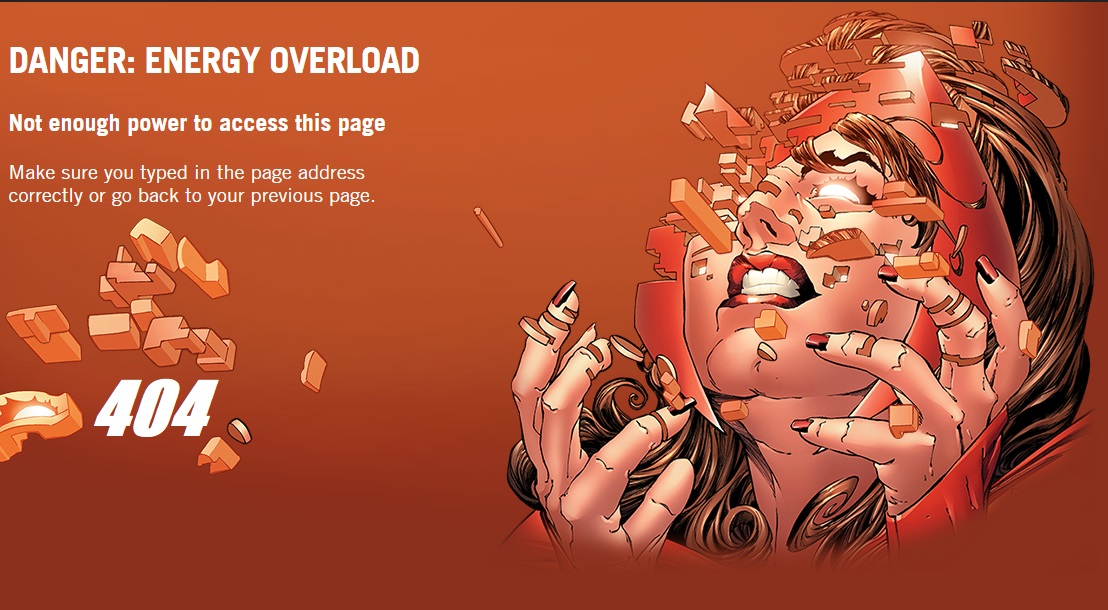 DANGER: ENERGY OVERLOAD
Not enough power to access this page
Make sure you typed in the page address
correctly or go back to your previous page.
404